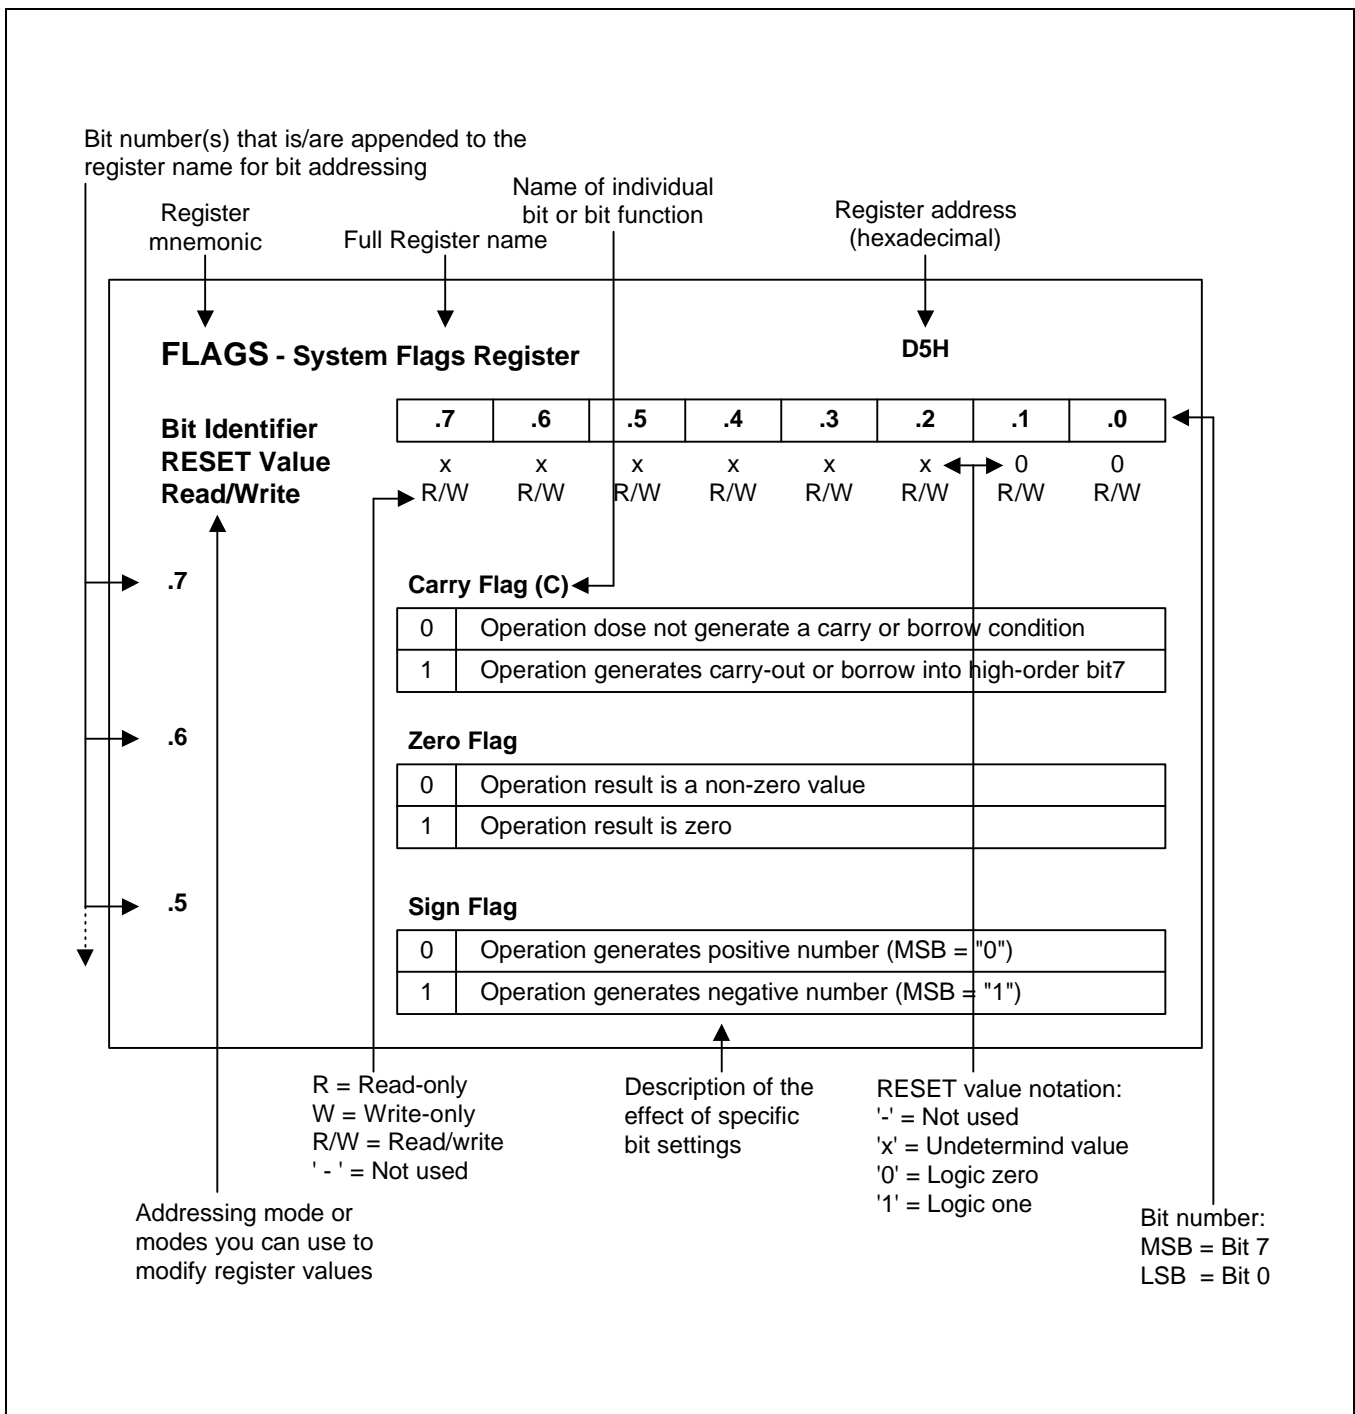 Bit number(s) that is/are appended to the
register name for bit addressing
Name of individual
bit or bit function
Register
mnemonic
Full Register name
Register address
(hexadecimal)
FLAGS - System Flags Register
D5H
Bit Identifier
.7 .6 .5 .4 .3 .2 .1 .0
RESET Value
x x x x x x 0 0
Read/Write
R/W R/W R/W R/W R/W R/W R/W R/W
.7
Carry Flag (C)
0 Operation dose not generate a carry or borrow condition
1 Operation generates carry-out or borrow into high-order bit7
.6
Zero Flag
0 Operation result is a non-zero value
1 Operation result is zero
.5
Sign Flag
0 Operation generates positive number (MSB = "0")
1 Operation generates negative number (MSB = "1")
R = Read-only
W = Write-only
R/W = Read/write
' - ' = Not used
Description of the
effect of specific
bit settings
RESET value notation:
'-' = Not used
'x' = Undetermind value
'0' = Logic zero
'1' = Logic one
Addressing mode or
modes you can use to
modify register values
Bit number:
MSB = Bit 7
LSB = Bit 0